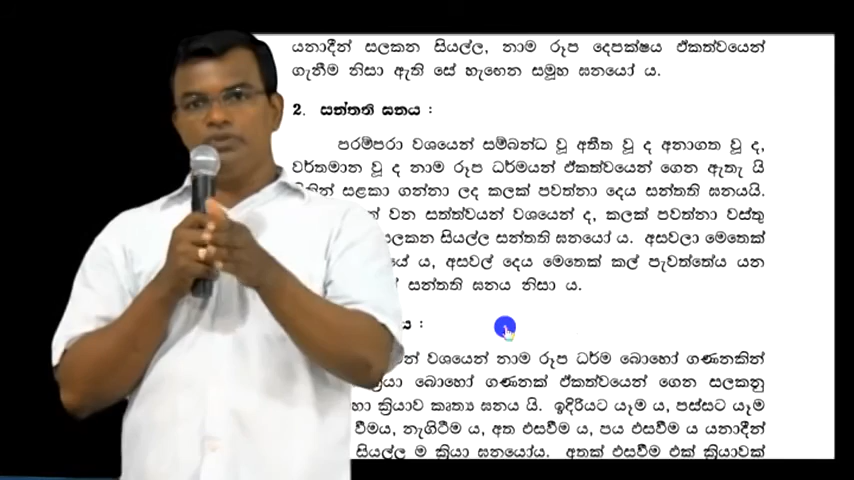 යනාදීන් සලකන සියල්ල, නාම රූප දෙපක්ෂය ඒකත්වයෙන්
ගැනීම නිසා ඇති සේ හැඟෙන සමූහ ඝනයෝ ය.
2. සන්තති ඝනය :
පරම්පරා වශයෙන් සම්බන්ධ වූ අතීත වූ ද අනාගත වූ ද,
වර්තමාන වූ ද නාම රූප ධර්මයන් ඒකත්වයෙන් ගෙන ඇතැ යි
සළකා ගන්නා ලද කලක් පවත්නා දෙය සන්තති ඝනයයි.
වන සත්ත්වයන් වශයෙන් ද, කලක් පවත්නා වස්තු
සලකන සියල්ල සන්තති ඝනයෝ ය. අසවලා මෙතෙක්
ය, අසවල් දෙය මෙතෙක් කල් පැවත්තේය යන
සන්තති ඝනය නිසා ය.
ය :
වශයෙන් නාම රූප ධර්ම බොහෝ ගණනකින්
බොහෝ ගණනක් ඒකත්වයෙන් ගෙන සලකනු
ක්‍රියාව කෘත්‍ය ඝනය යි. ඉදිරියට යෑම ය, පස්සට යෑම
වීමය, නැගිටීම ය, අත එසවීම ය, පය එසවීම ය යනාදීන්
සියල්ල ම ක්‍රියා ඝනයෝය. අතක් එසවීම එක් ක්‍රියාවක්